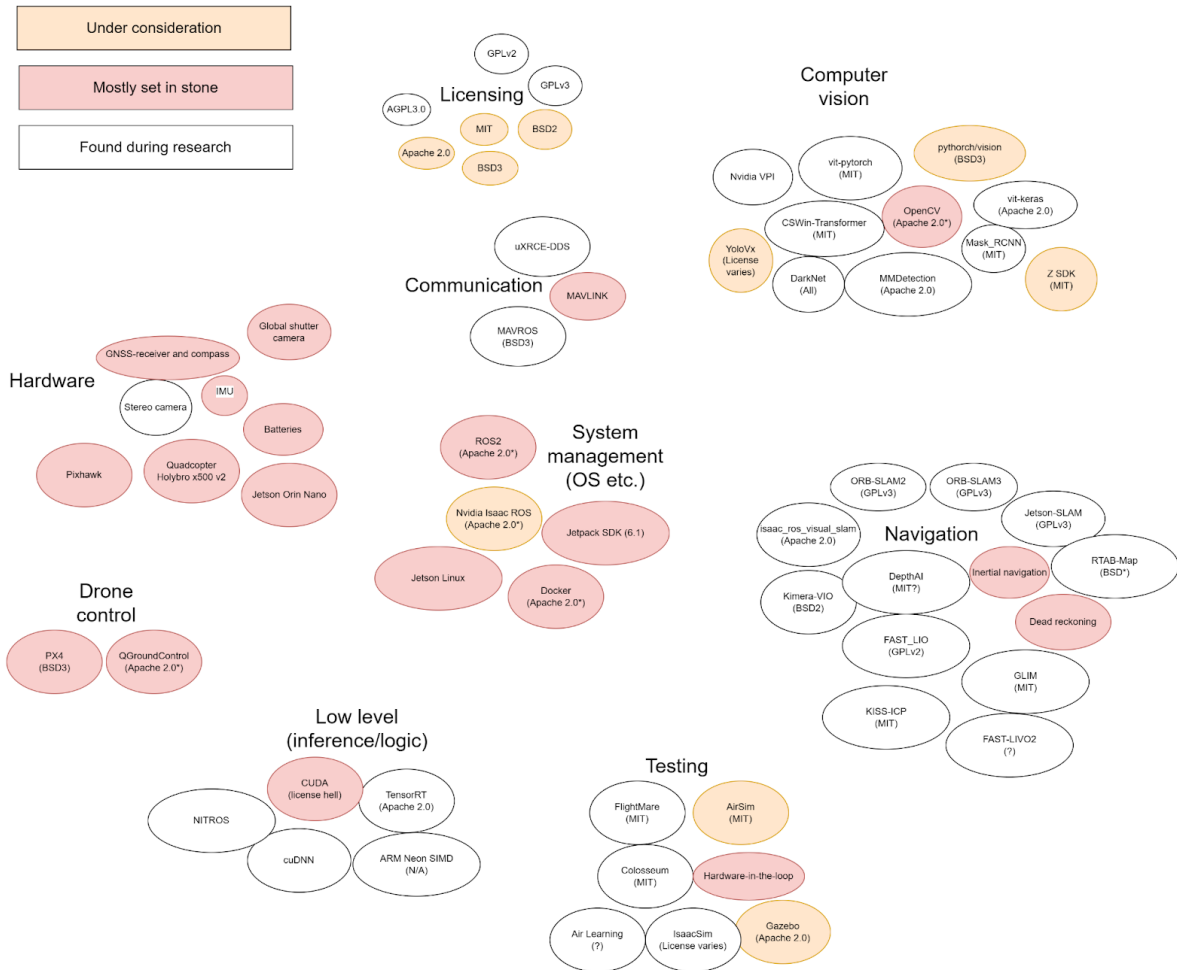 Under consideration
Mostly set in stone
Found during research
Licensing
GPLv2
GPLv3
AGPL3.0
MIT
BSD2
Apache 2.0
BSD3
Computer
vision
pythorch/vision
(BSD3)
vit-pytorch
(MIT)
Nvidia VPI
vit-keras
(Apache 2.0)
OpenCV
(Apache 2.0*)
CSWin-Transformer
(MIT)
Mask_RCNN
(MIT)
YoloVx
(License
varies)
DarkNet
(All)
MMDetection
(Apache 2.0)
Z SDK
(MIT)
Communication
uXRCE-DDS
MAVLINK
MAVROS
(BSD3)
Hardware
Global shutter
camera
GNSS-receiver and compass
IMU
Stereo camera
Batteries
Pixhawk
Quadcopter
Holybro x500 v2
Jetson Orin Nano
System
management
(OS etc.)
ROS2
(Apache 2.0*)
Nvidia Isaac ROS
(Apache 2.0*)
Jetpack SDK (6.1)
Jetson Linux
Docker
(Apache 2.0*)
Navigation
ORB-SLAM2
(GPLv3)
ORB-SLAM3
(GPLv3)
Jetson-SLAM
(GPLv3)
isaac_ros_visual_slam
(Apache 2.0)
RTAB-Map
(BSD*)
DepthAI
(MIT?)
Inertial navigation
Kimera-VIO
(BSD2)
Dead reckoning
FAST_LIO
(GPLv2)
GLIM
(MIT)
KISS-ICP
(MIT)
FAST-LIVO2
(?)
Drone
control
PX4
(BSD3)
QGroundControl
(Apache 2.0*)
Low level
(inference/logic)
CUDA
(license hell)
TensorRT
(Apache 2.0)
NITROS
cuDNN
ARM Neon SIMD
(N/A)
Testing
FlightMare
(MIT)
AirSim
(MIT)
Colosseum
(MIT)
Hardware-in-the-loop
Air Learning
(?)
IsaacSim
(License varies)
Gazebo
(Apache 2.0)